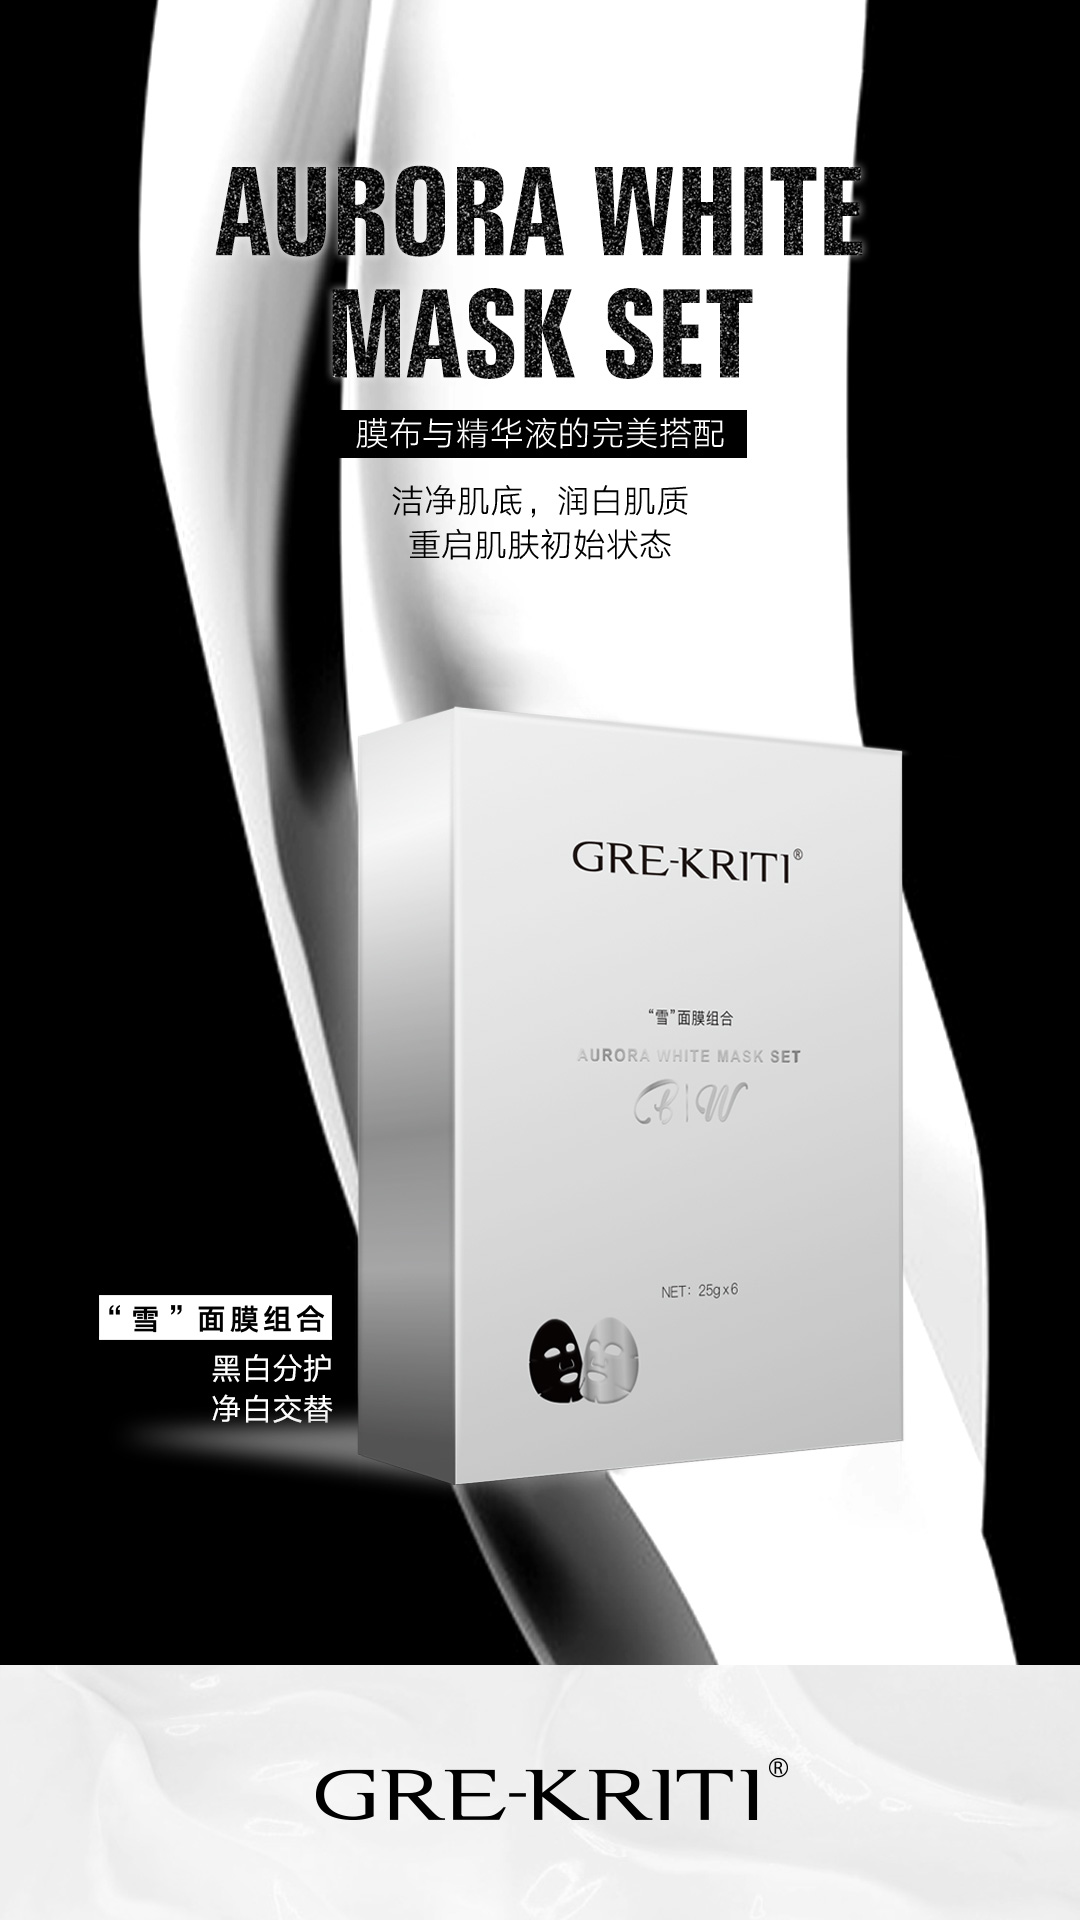 AURORA WHITE
MASK SET
膜布与精华液的完美搭配
洁净肌底，润白肌质
重启肌肤初始状态
GRE-KRITI®
“雪”面膜组合
AURORA WHITE MASK SET
B|W
NET: 25gx6
“雪”面膜组合
黑白分护
净白交替
GRE-KRITI®